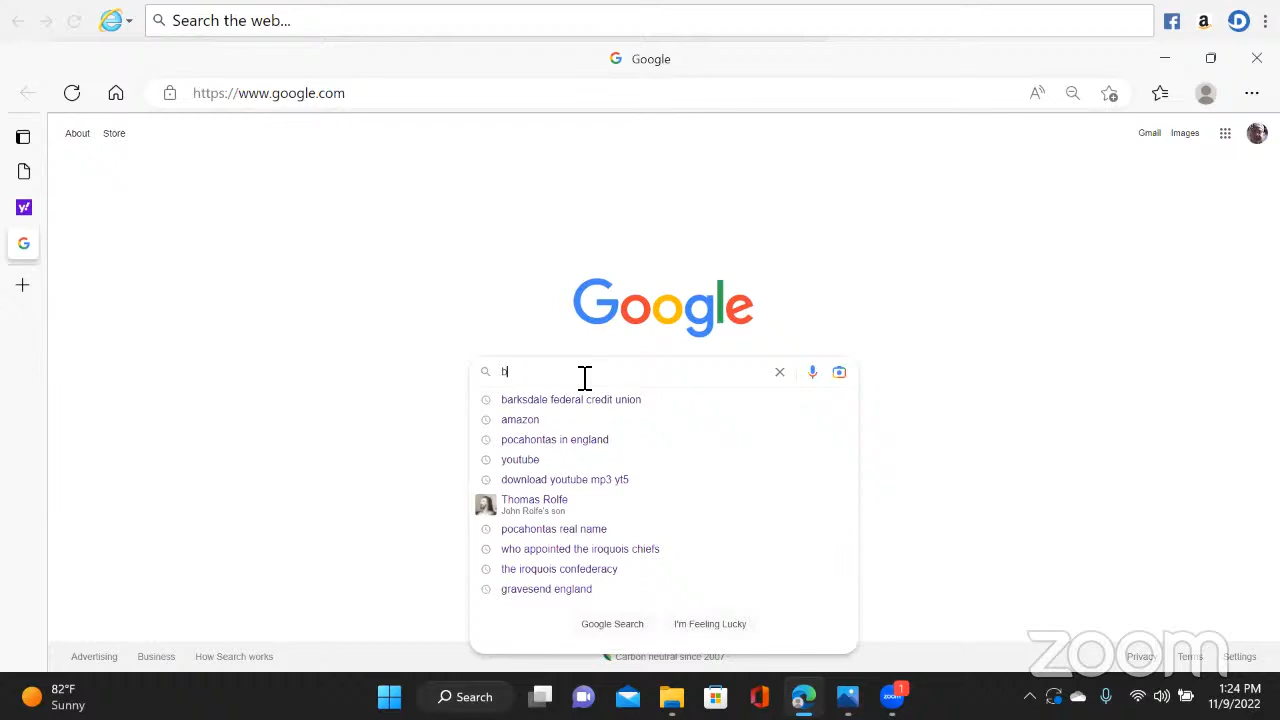 Search the web...
Google
https://www.google.com
About Store
Gmail Images
Google
b
barksdale federal credit union
amazon
pocahontas in england
youtube
download youtube mp3 yt5
Thomas Rolfe
John Rolfe's son
pocahontas real name
who appointed the iroquois chiefs
the iroquois confederacy
gravesend england
Google Search I'm Feeling Lucky
Advertising Business How Search works Carbon neutral since 2007 Privacy Terms Settings
zoom
82°F
Sunny
Search
zoom
1
1:24 PM
11/9/2022